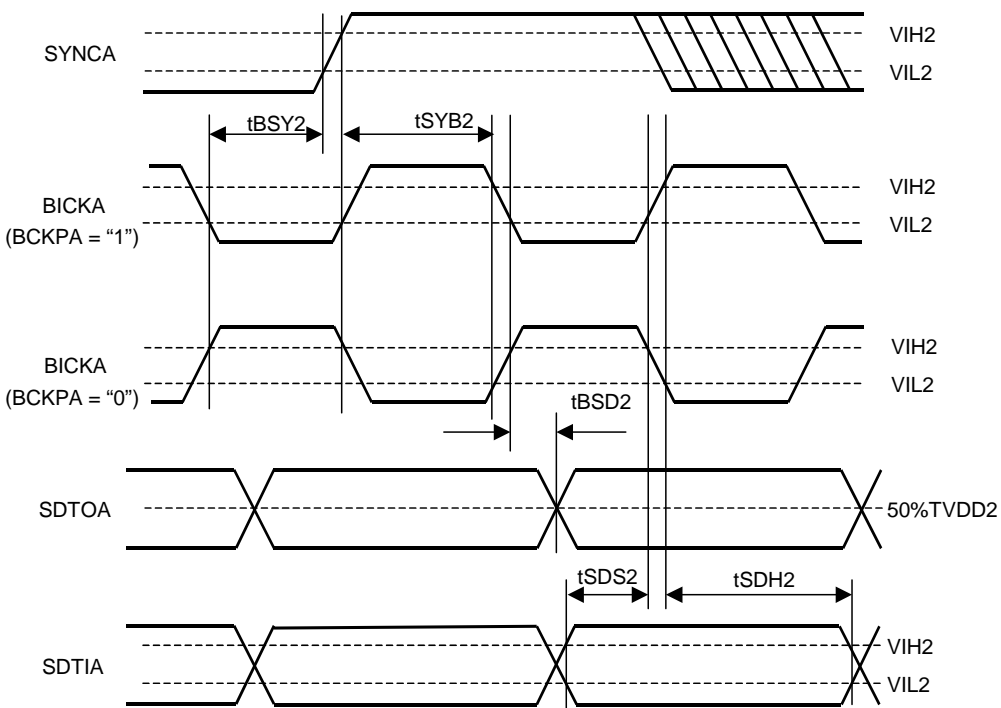 SYNCA
VIH2
VIL2
tBSY2
tSYB2
BICKA
(BCKPA = “1”)
VIH2
VIL2
BICKA
(BCKPA = “0”)
VIH2
VIL2
tBSD2
SDTOA
50%TVDD2
tSDS2
tSDH2
SDTIA
VIH2
VIL2